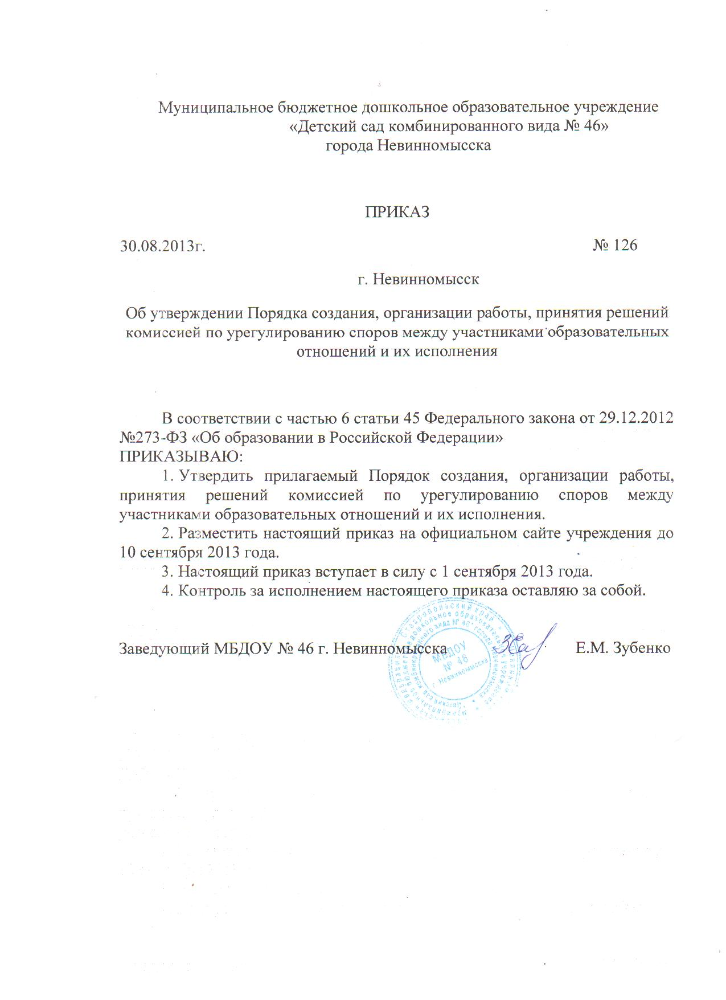 Муниципальное бюджетное дошкольное образовательное учреждение
«Детский сад комбинированного вида № 46»
города Невинномысска
ПРИКАЗ
30.08.2013г. № 126
г. Невинномысск
Об утверждении Порядка создания, организации работы, принятия решений
комиссией по урегулированию споров между участниками образовательных
отношений и их исполнения
В соответствии с частью 6 статьи 45 Федерального закона от 29.12.2012
№273-ФЗ «Об образовании в Российской Федерации»
ПРИКАЗЫВАЮ:
1. Утвердить прилагаемый Порядок создания, организации работы,
принятия решений комиссией по урегулированию споров между
участниками образовательных отношений и их исполнения.
2. Разместить настоящий приказ на официальном сайте учреждения до
10 сентября 2013 года.
3. Настоящий приказ вступает в силу с 1 сентября 2013 года.
4. Контроль за исполнением настоящего приказа оставляю за собой.
Заведующий МБДОУ № 46 г. Невинномысска Е.М. Зубенко
Ставропольский край
дошкольное образовательное учреждение
МБДОУ
№ 46
г. Невинномысска